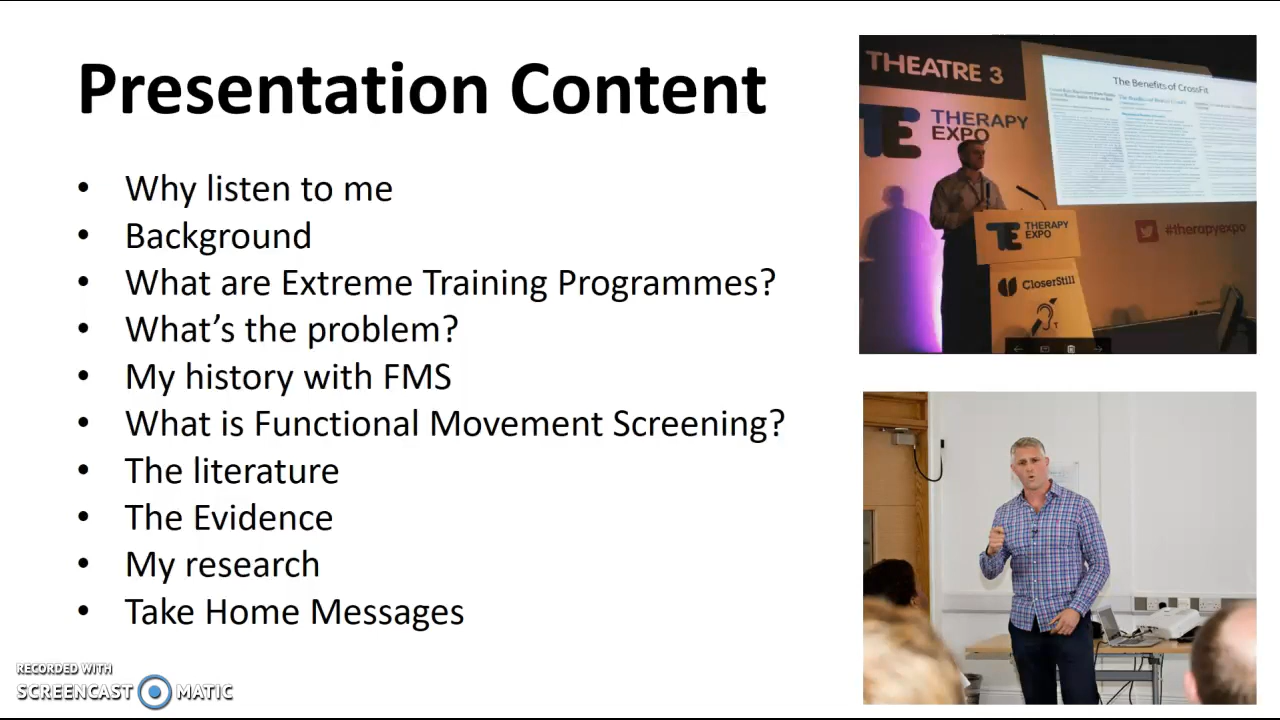 Presentation Content
• Why listen to me
• Background
• What are Extreme Training Programmes?
• What’s the problem?
• My history with FMS
• What is Functional Movement Screening?
• The literature
• The Evidence
• My research
• Take Home Messages
THEATRE 3
TE THERAPY
EXPO
The Benefits of CrossFit
TE THERAPY
EXPO
#therapyexpo
CloserStill
T
RECORDED WITH
SCREENCAST MATIC